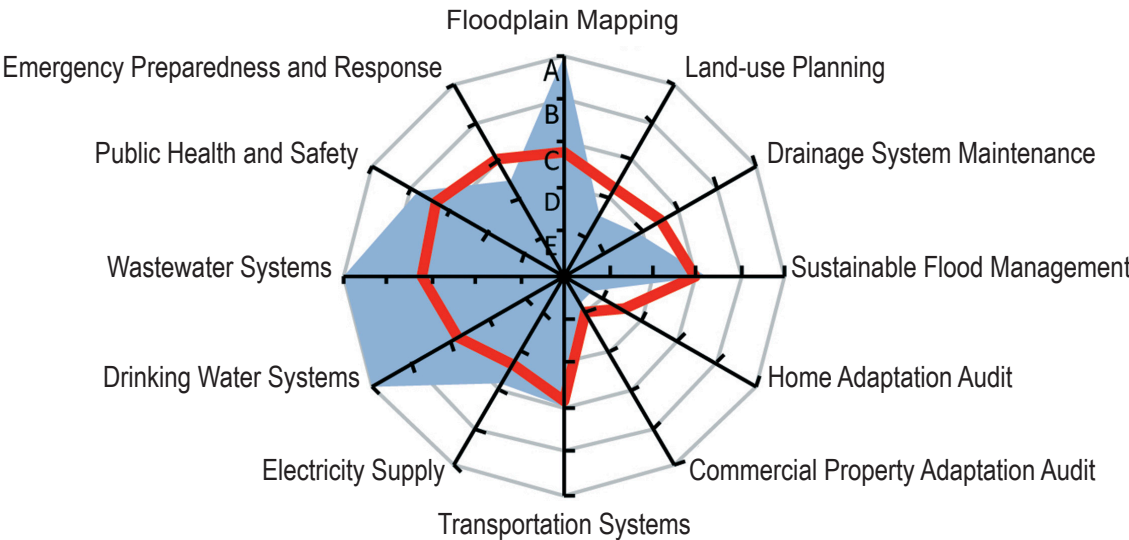 Floodplain Mapping
Emergency Preparedness and Response
Land-use Planning
A
B
Public Health and Safety
Drainage System Maintenance
C
D
E
Wastewater Systems
Sustainable Flood Management
Drinking Water Systems
Home Adaptation Audit
Electricity Supply
Commercial Property Adaptation Audit
Transportation Systems